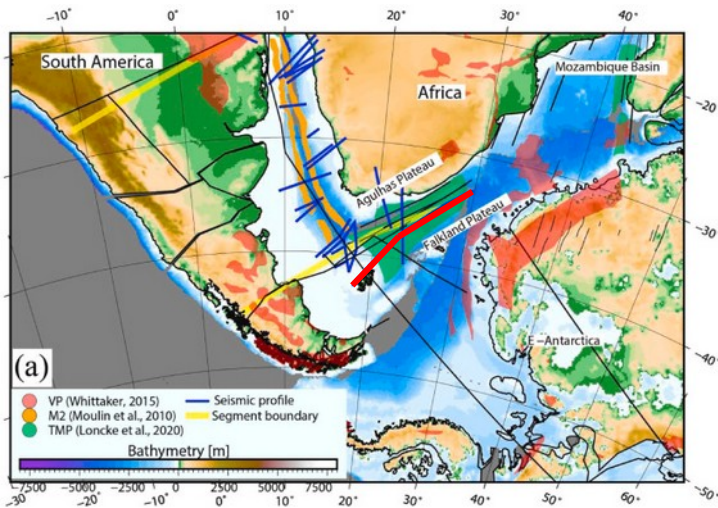 -10° 0° 10° 20° 30° 40°
South America
Africa
Mozambique Basin
-20
Agulhas Plateau
Falkland Plateau
-30
E-Antarctica
-40
(a)
VP (Whittaker, 2015) Seismic profile
M2 (Moulin et al., 2010) Segment boundary
TMP (Loncke et al., 2020)
Bathymetry [m]
-7500 -5000 -2500 0 2500 5000 7500
-50
-30 -20° -10° 0° 10° 20° 30° 40° 50° 60°